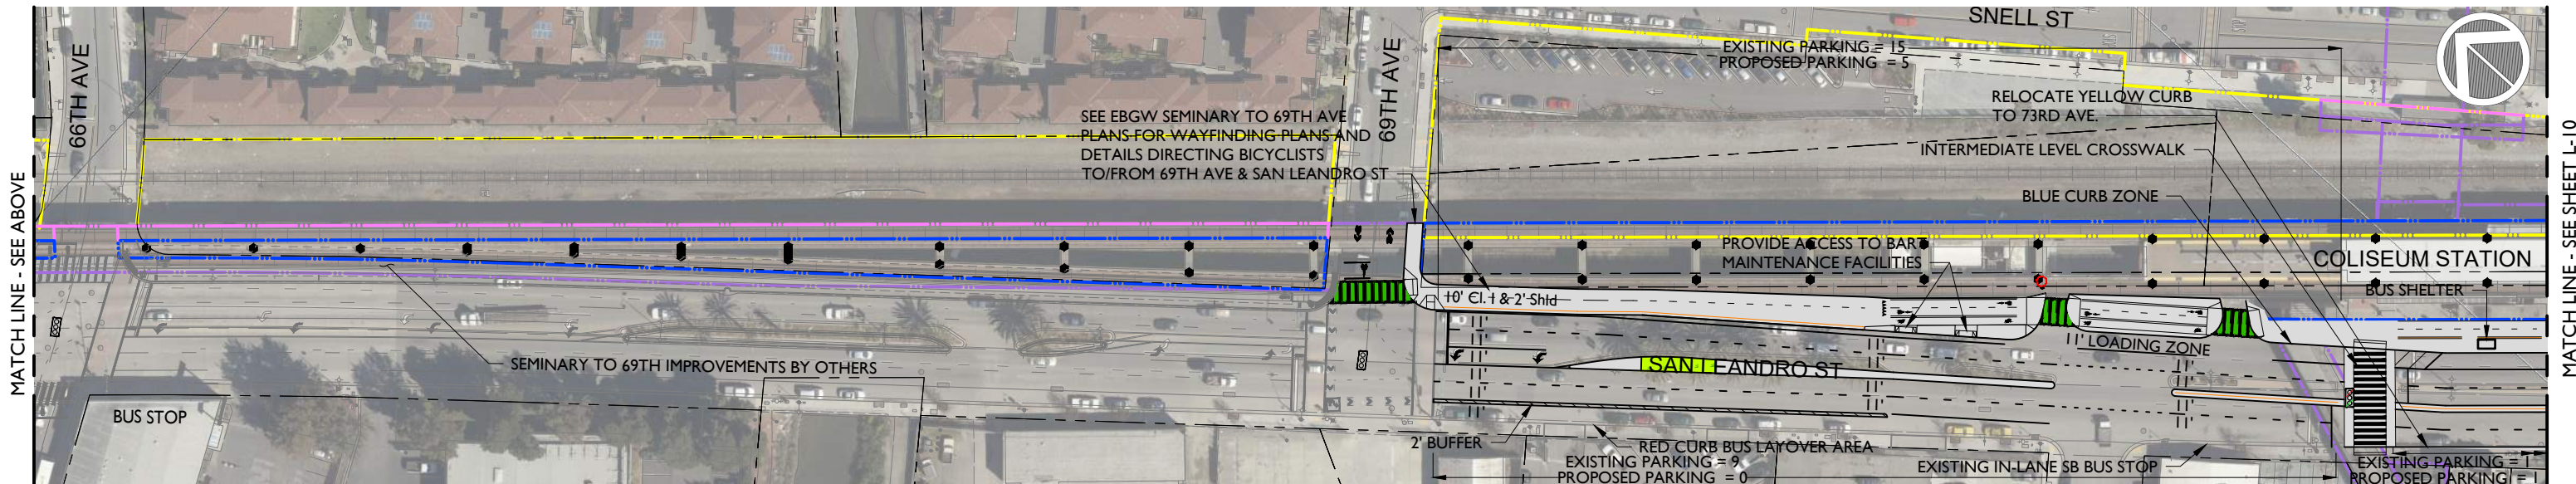 MATCH LINE - SEE ABOVE
66TH AVE
BUS STOP
SEMINARY TO 69TH IMPROVEMENTS BY OTHERS
SEE EBGW SEMINARY TO 69TH AVE
PLANS FOR WAYFINDING PLANS AND
DETAILS DIRECTING BICYCLISTS
TO/FROM 69TH AVE & SAN LEANDRO ST
69TH AVE
SNELL ST
EXISTING PARKING = 15
PROPOSED PARKING = 5
RELOCATE YELLOW CURB
TO 73RD AVE.
INTERMEDIATE LEVEL CROSSWALK
BLUE CURB ZONE
PROVIDE ACCESS TO BART
MAINTENANCE FACILITIES
COLISEUM STATION
BUS SHELTER
10' Cl. I & 2' Shld
LOADING ZONE
SAN LEANDRO ST
2' BUFFER
RED CURB BUS LAYOVER AREA
EXISTING PARKING = 9
PROPOSED PARKING = 0
EXISTING IN-LANE SB BUS STOP
EXISTING PARKING = 1
PROPOSED PARKING = 1
MATCH LINE - SEE SHEET L-10